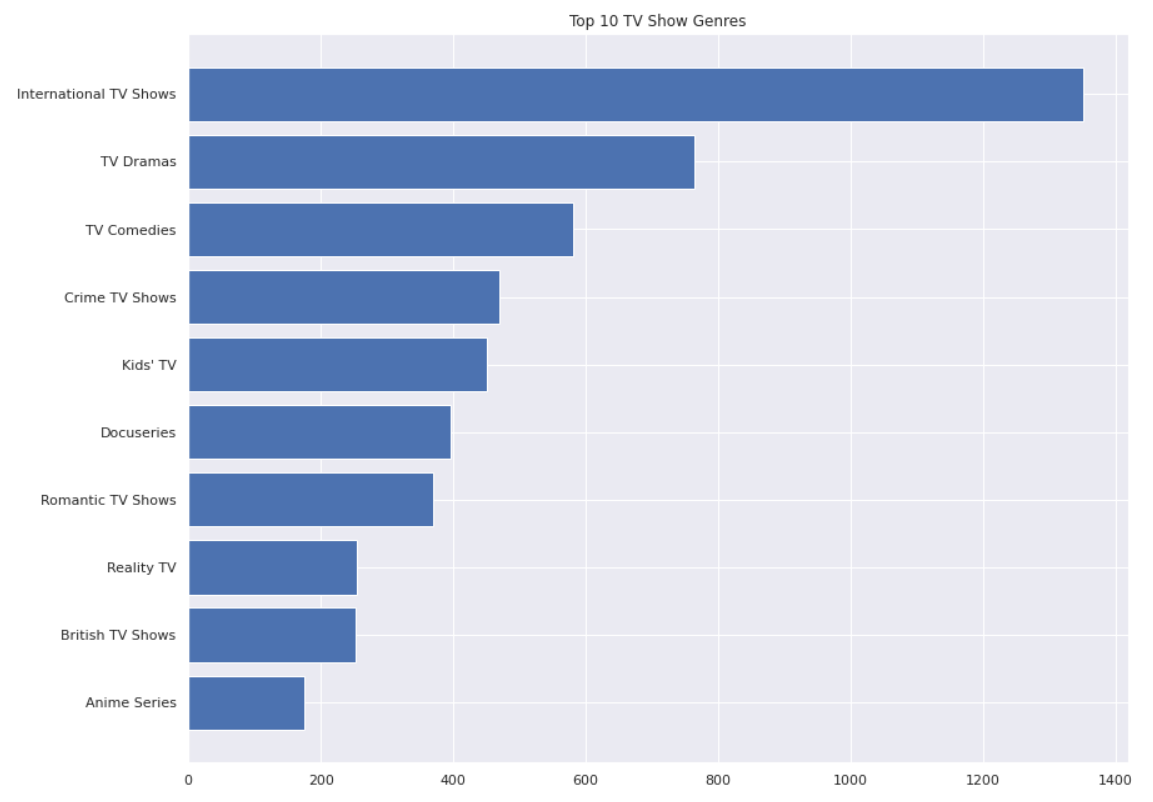 Top 10 TV Show Genres
International TV Shows
TV Dramas
TV Comedies
Crime TV Shows
Kids' TV
Docuseries
Romantic TV Shows
Reality TV
British TV Shows
Anime Series
0 200 400 600 800 1000 1200 1400